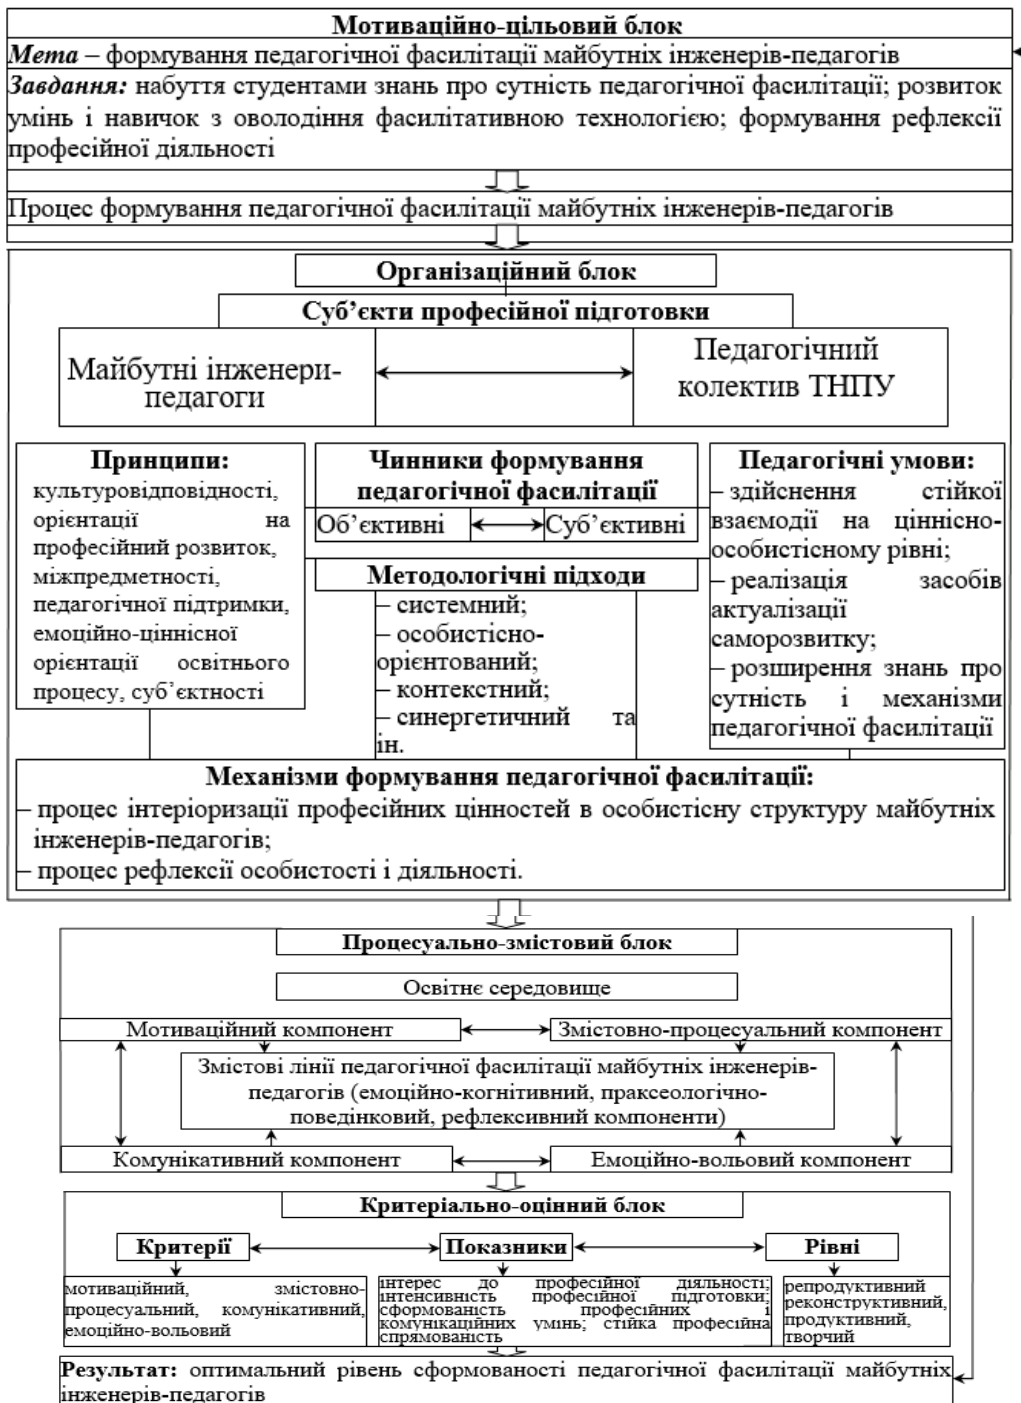 Мотиваційно-цільовий блок
Мета – формування педагогічної фасилітації майбутніх інженерів-педагогів
Завдання: набуття студентами знань про сутність педагогічної фасилітації; розвиток
умінь і навичок з оволодіння фасилітативною технологією; формування рефлексії
професійної діяльності
Процес формування педагогічної фасилітації майбутніх інженерів-педагогів
Організаційний блок
Суб’єкти професійної підготовки
Майбутні інженери-
педагоги
Педагогічний
колектив ТНПУ
Принципи:
культуровідповідності,
орієнтації на
професійний розвиток,
міжпредметності,
педагогічної підтримки,
емоційно-ціннісної
орієнтації освітнього
процесу, суб’єктності
Чинники формування
педагогічної фасилітації
Об’єктивні
Суб’єктивні
Методологічні підходи
– системний;
– особистісно-
орієнтований;
– контекстний;
– синергетичний та
ін.
Педагогічні умови:
– здійснення стійкої
взаємодії на ціннісно-
особистісному рівні;
– реалізація засобів
актуалізації
саморозвитку;
– розширення знань про
сутність і механізми
педагогічної фасилітації
Механізми формування педагогічної фасилітації:
– процес інтеріоризації професійних цінностей в особистісну структуру майбутніх
інженерів-педагогів;
– процес рефлексії особистості і діяльності.
Процесуально-змістовий блок
Освітнє середовище
Мотиваційний компонент
Змістовно-процесуальний компонент
Змістові лінії педагогічної фасилітації майбутніх інженерів-
педагогів (емоційно-когнітивний, праксеологічно-
поведінковий, рефлексивний компоненти)
Комунікативний компонент
Емоційно-вольовий компонент
Критеріально-оцінний блок
Критерії
Показники
Рівні
мотиваційний, змістовно-
процесуальний, комунікативний,
емоційно-вольовий
інтерес до професійної діяльності;
інтенсивність професійної підготовки;
сформованість професійних і
комунікаційних умінь; стійка професійна
спрямованість
репродуктивний
реконструктивний,
продуктивний,
творчий
Результат: оптимальний рівень сформованості педагогічної фасилітації майбутніх
інженерів-педагогів